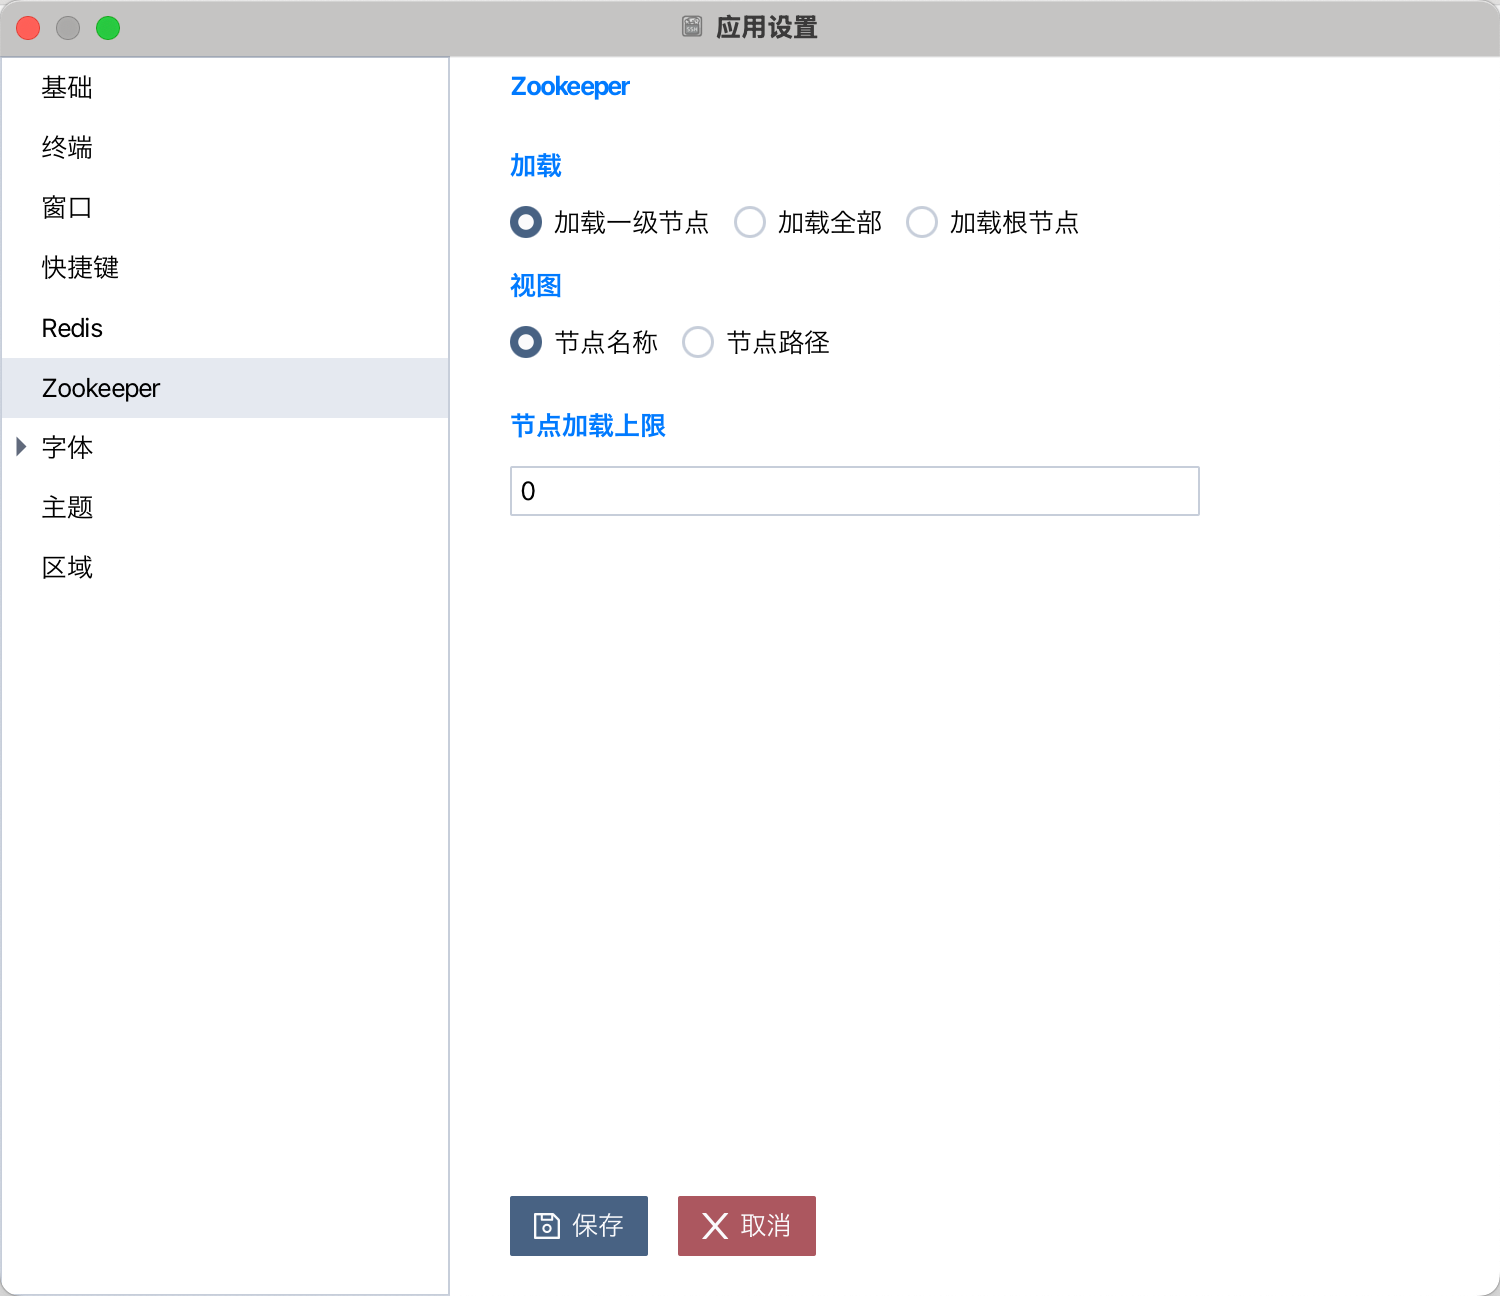 应用设置
基础
终端
窗口
快捷键
Redis
Zookeeper
字体
主题
区域
Zookeeper
加载
加载一级节点 加载全部 加载根节点
视图
节点名称 节点路径
节点加载上限
0
保存 取消